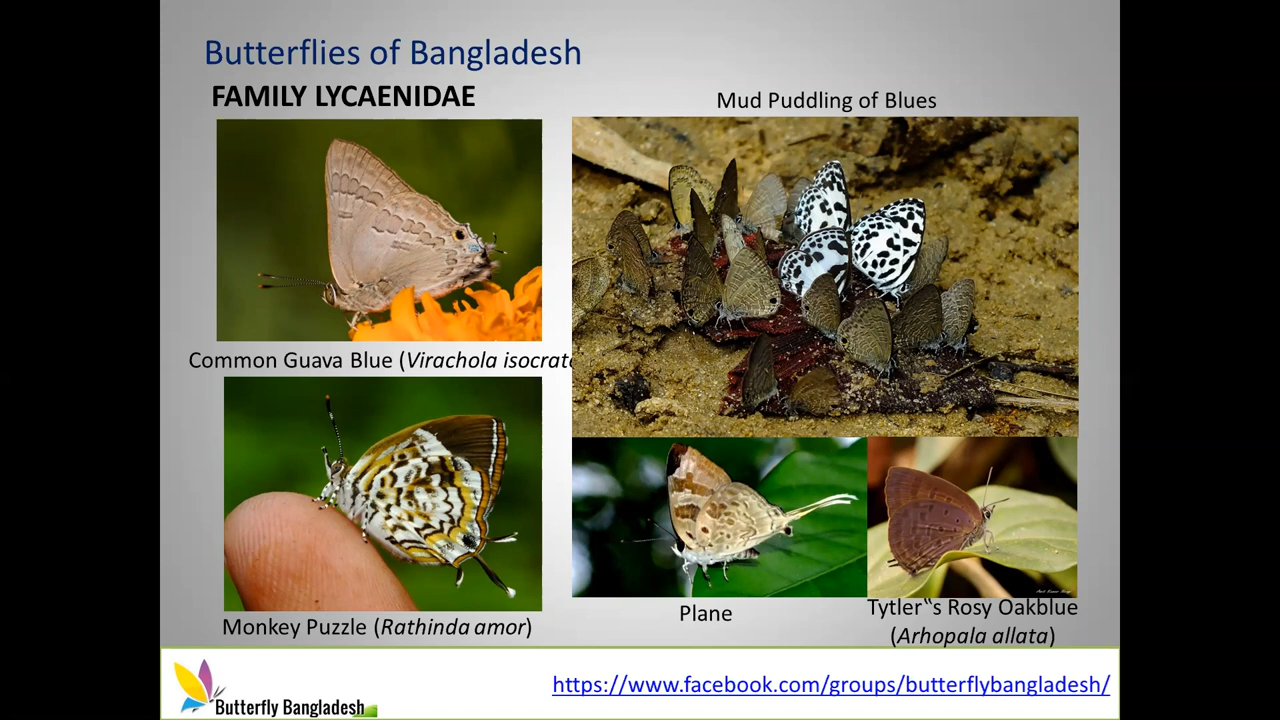 Butterflies of Bangladesh
FAMILY LYCAENIDAE
Mud Puddling of Blues
Common Guava Blue (Virachola isocrat
Monkey Puzzle (Rathinda amor)
Plane
Tytler‟s Rosy Oakblue
(Arhopala allata)
Butterfly Bangladesh
https://www.facebook.com/groups/butterflybangladesh/